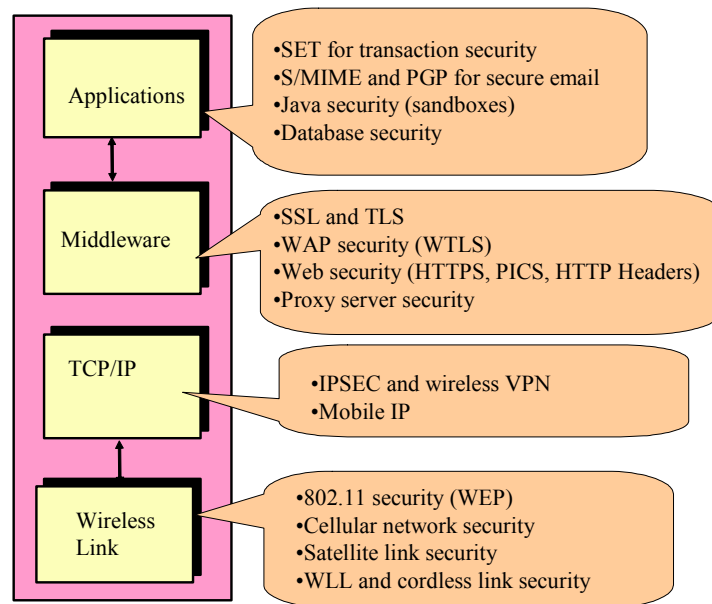 Applications
•SET for transaction security
•S/MIME and PGP for secure email
•Java security (sandboxes)
•Database security
Middleware
•SSL and TLS
•WAP security (WTLS)
•Web security (HTTPS, PICS, HTTP Headers)
•Proxy server security
TCP/IP
•IPSEC and wireless VPN
•Mobile IP
Wireless
Link
•802.11 security (WEP)
•Cellular network security
•Satellite link security
•WLL and cordless link security